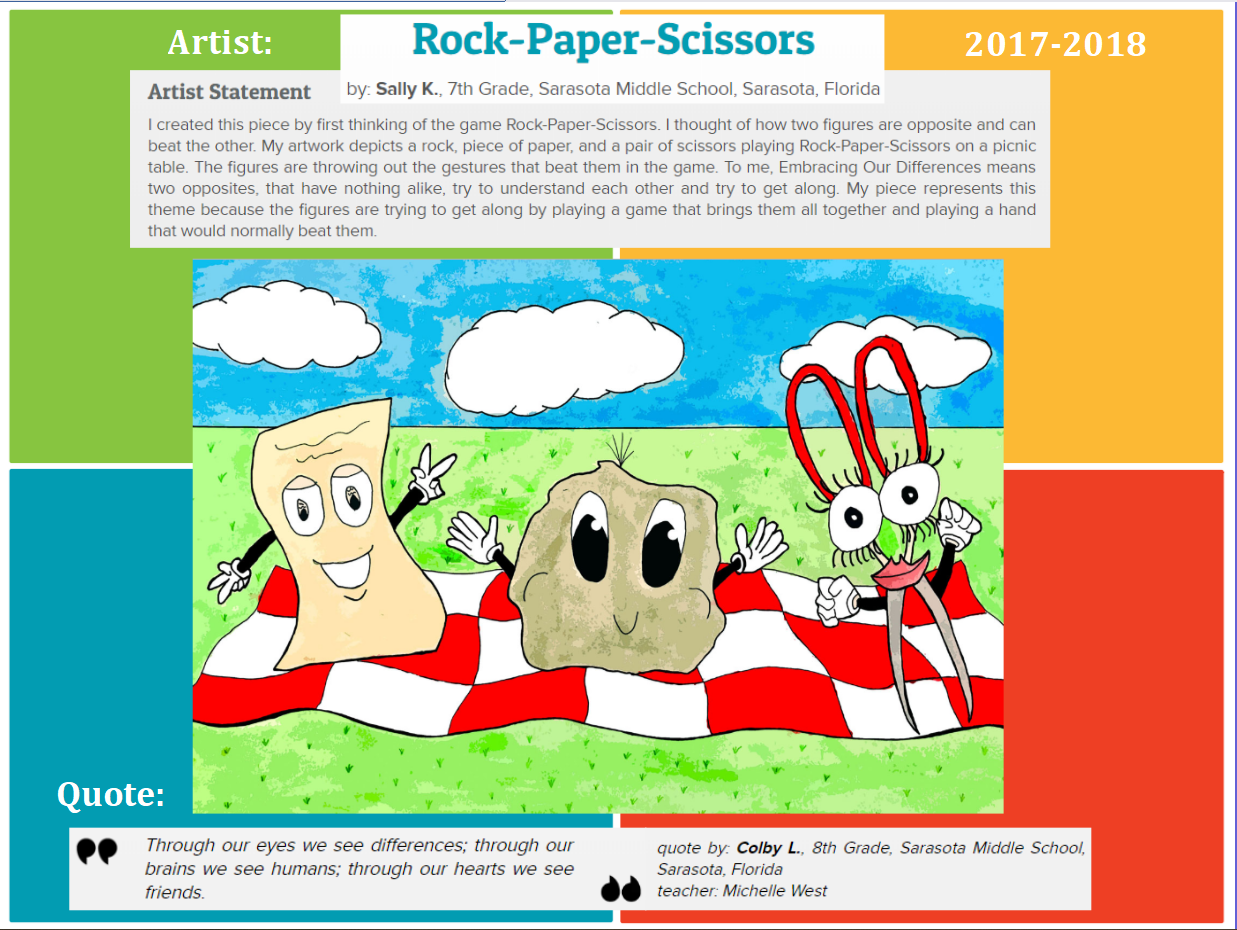 Artist:
Rock-Paper-Scissors
2017-2018
by: Sally K., 7th Grade, Sarasota Middle School, Sarasota, Florida
Artist Statement
I created this piece by first thinking of the game Rock-Paper-Scissors. I thought of how two figures are opposite and can
beat the other. My artwork depicts a rock, piece of paper, and a pair of scissors playing Rock-Paper-Scissors on a picnic
table. The figures are throwing out the gestures that beat them in the game. To me, Embracing Our Differences means
two opposites, that have nothing alike, try to understand each other and try to get along. My piece represents this
theme because the figures are trying to get along by playing a game that brings them all together and playing a hand
that would normally beat them.
Quote:
Through our eyes we see differences; through our
brains we see humans; through our hearts we see
friends.
quote by: Colby L., 8th Grade, Sarasota Middle School,
Sarasota, Florida
teacher: Michelle West